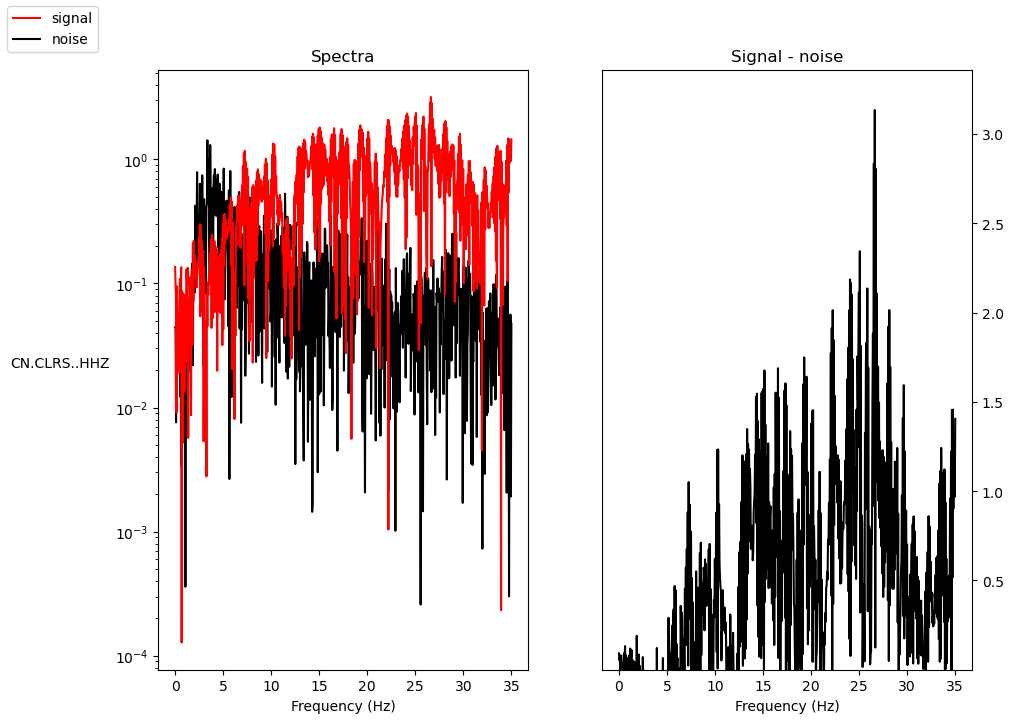 signal
noise
Spectra
Signal - noise
CN.CLRS..HHZ
10⁰
10⁻¹
10⁻²
10⁻³
10⁻⁴
0 5 10 15 20 25 30 35
Frequency (Hz)
3.0
2.5
2.0
1.5
1.0
0.5
0 5 10 15 20 25 30 35
Frequency (Hz)